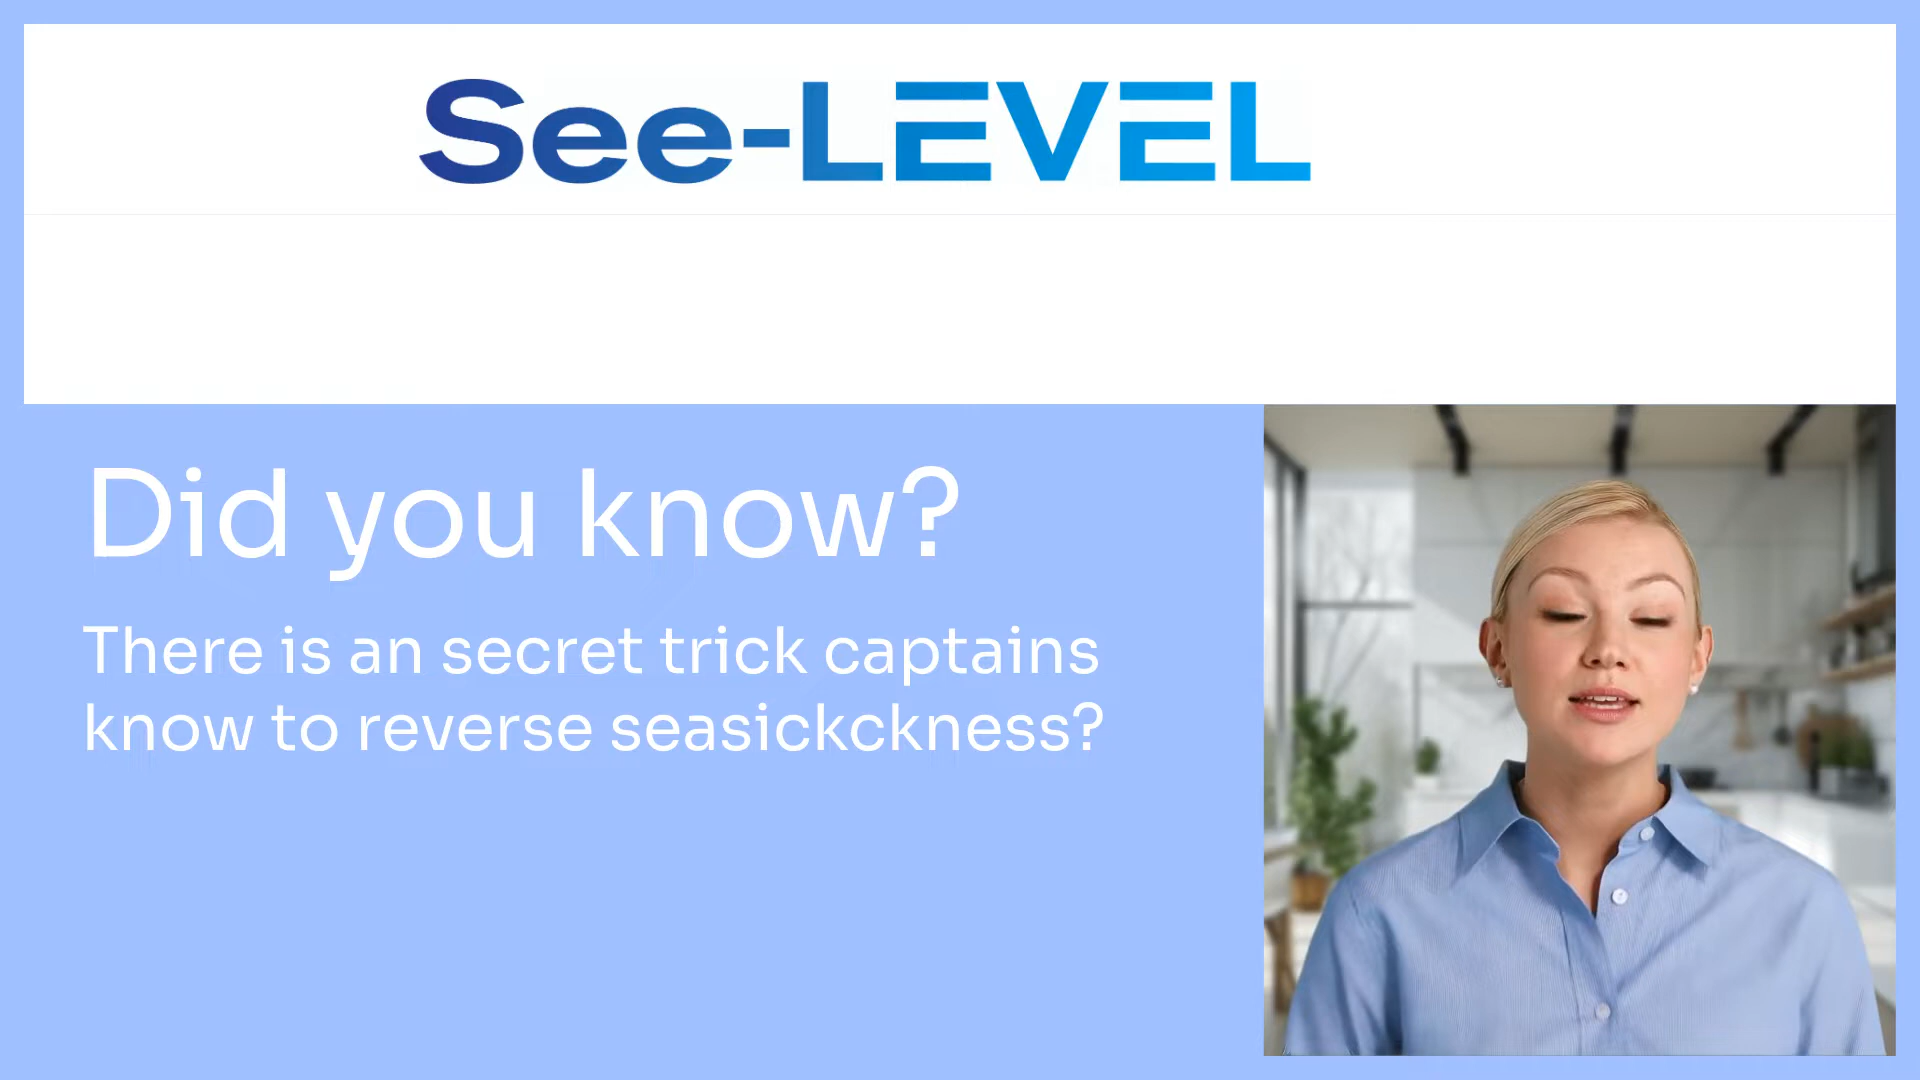 See-LEVEL
Did you know?
There is an secret trick captains
know to reverse seasickckness?